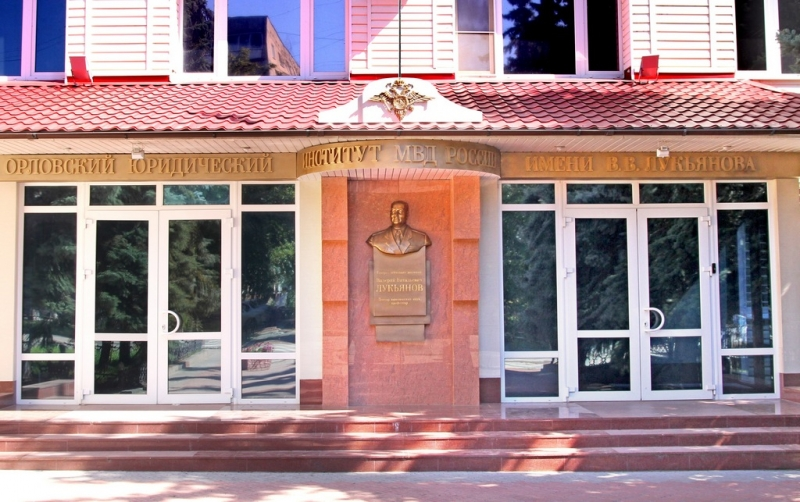 ОРЛОВСКИЙ ЮРИДИЧЕСКИЙ ИНСТИТУТ МВД РОССИИ ИМЕНИ В.В. ЛУКЬЯНОВА
ЛУКЬЯНОВ